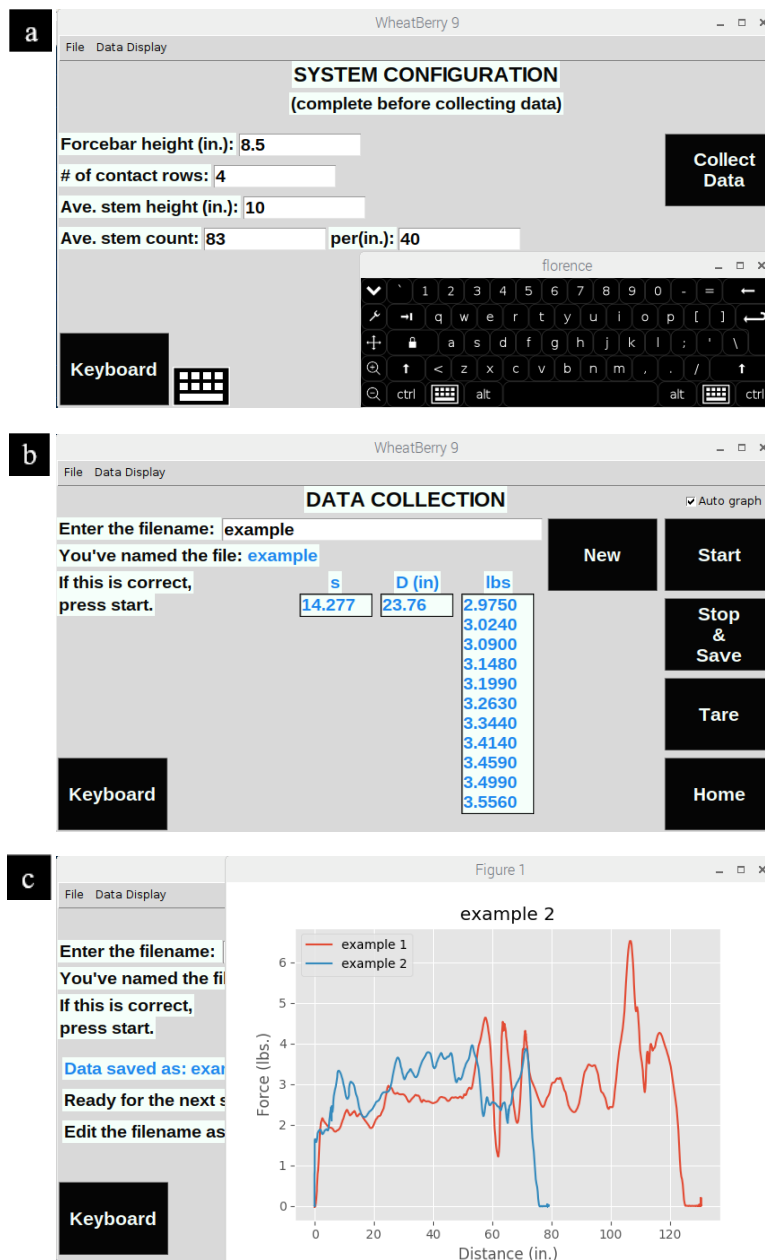 a
WheatBerry 9
File Data Display
SYSTEM CONFIGURATION
(complete before collecting data)
Forcebar height (in.): 8.5
# of contact rows: 4
Ave. stem height (in.): 10
Ave. stem count: 83 per(in.): 40
Collect
Data
florence
` 1 2 3 4 5 6 7 8 9 0 - =
q w e r t y u i o p [ ]
a s d f g h j k l ; ' \
< z x c v b n m , . /
ctrl alt alt ctrl
Keyboard
b
WheatBerry 9
File Data Display
DATA COLLECTION
Auto graph
Enter the filename: example
You've named the file: example
If this is correct,
press start.
s D (in) lbs
14.277 23.76 2.9750
3.0240
3.0900
3.1480
3.1990
3.2630
3.3440
3.4140
3.4590
3.4990
3.5560
New
Start
Stop
&
Save
Tare
Home
Keyboard
c
Figure 1
File Data Display
Enter the filename:
You've named the fil
If this is correct,
press start.
Data saved as: exar
Ready for the next s
Edit the filename as
Keyboard
example 2
example 1
example 2
Force (lbs.)
6
5
4
3
2
1
0
0 20 40 60 80 100 120
Distance (in.)